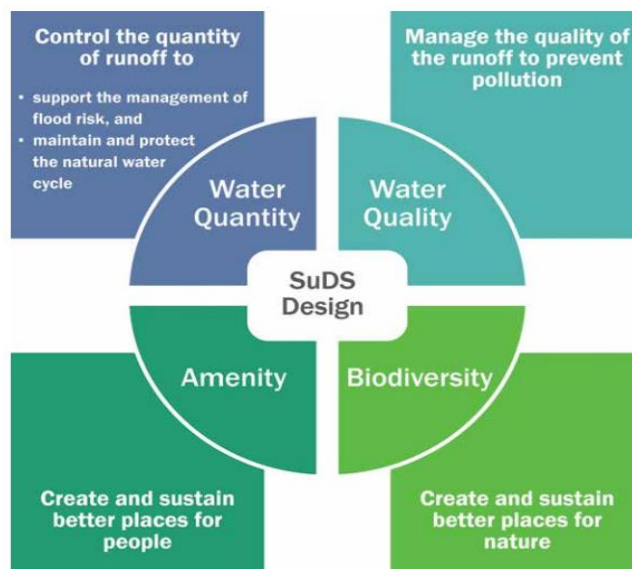 Control the quantity
of runoff to
• support the management of
flood risk, and
• maintain and protect
the natural water
cycle
Manage the quality of
the runoff to prevent
pollution
Water
Quantity
Water
Quality
SuDS
Design
Amenity
Biodiversity
Create and sustain
better places for
people
Create and sustain
better places for
nature